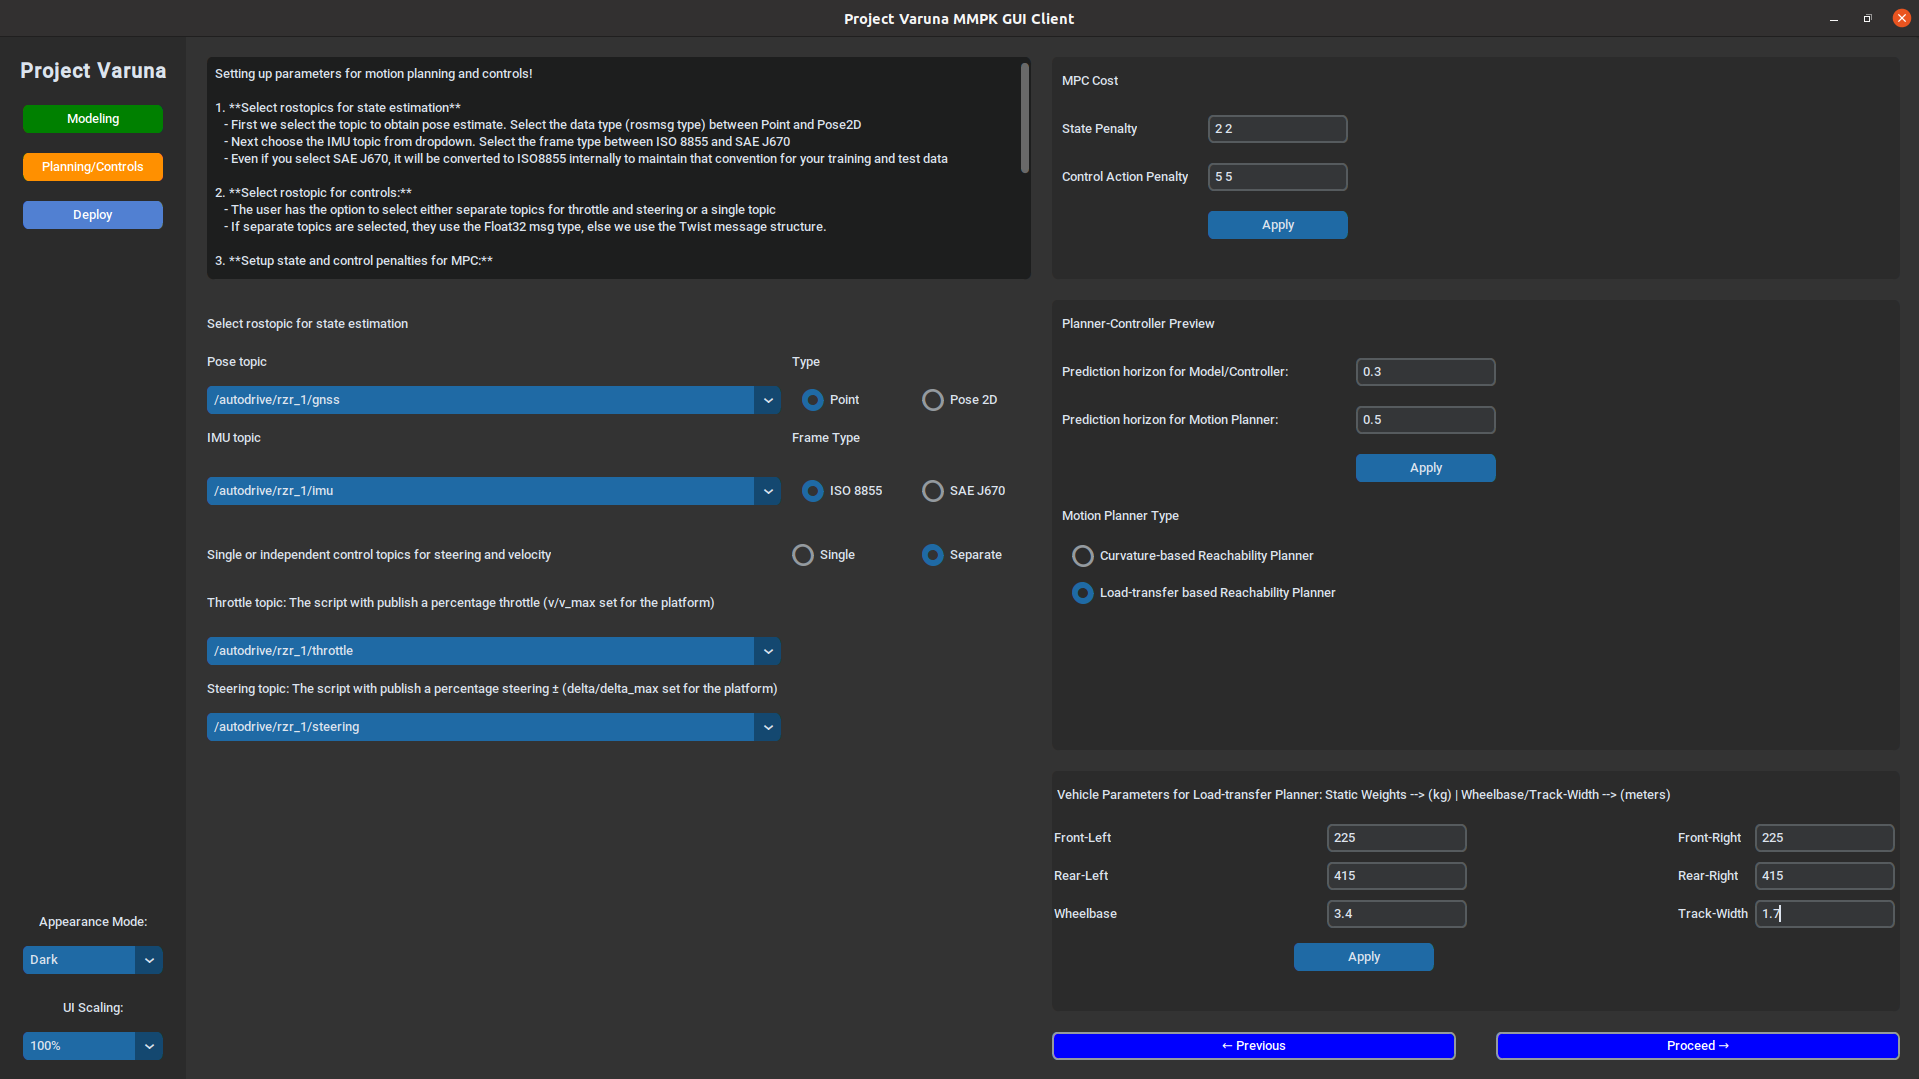 Project Varuna MMPK GUI Client
Project Varuna
Modeling
Planning/Controls
Deploy
Appearance Mode:
Dark
UI Scaling:
100%
Setting up parameters for motion planning and controls!
1. **Select rostopics for state estimation**
- First we select the topic to obtain pose estimate. Select the data type (rosmsg type) between Point and Pose2D
- Next choose the IMU topic from dropdown. Select the frame type between ISO 8855 and SAE J670
- Even if you select SAE J670, it will be converted to ISO8855 internally to maintain that convention for your training and test data
2. **Select rostopic for controls:**
- The user has the option to select either separate topics for throttle and steering or a single topic
- If separate topics are selected, they use the Float32 msg type, else we use the Twist message structure.
3. **Setup state and control penalties for MPC:**
Select rostopic for state estimation
Pose topic Type
/autodrive/rzr_1/gnss Point Pose 2D
IMU topic Frame Type
/autodrive/rzr_1/imu ISO 8855 SAE J670
Single or independent control topics for steering and velocity Single Separate
Throttle topic: The script with publish a percentage throttle (v/v_max set for the platform)
/autodrive/rzr_1/throttle
Steering topic: The script with publish a percentage steering ± (delta/delta_max set for the platform)
/autodrive/rzr_1/steering
MPC Cost
State Penalty 2 2
Control Action Penalty 5 5
Apply
Planner-Controller Preview
Prediction horizon for Model/Controller: 0.3
Prediction horizon for Motion Planner: 0.5
Apply
Motion Planner Type
Curvature-based Reachability Planner
Load-transfer based Reachability Planner
Vehicle Parameters for Load-transfer Planner: Static Weights --> (kg) | Wheelbase/Track-Width --> (meters)
Front-Left 225 Front-Right 225
Rear-Left 415 Rear-Right 415
Wheelbase 3.4 Track-Width 1.7
Apply
← Previous Proceed →